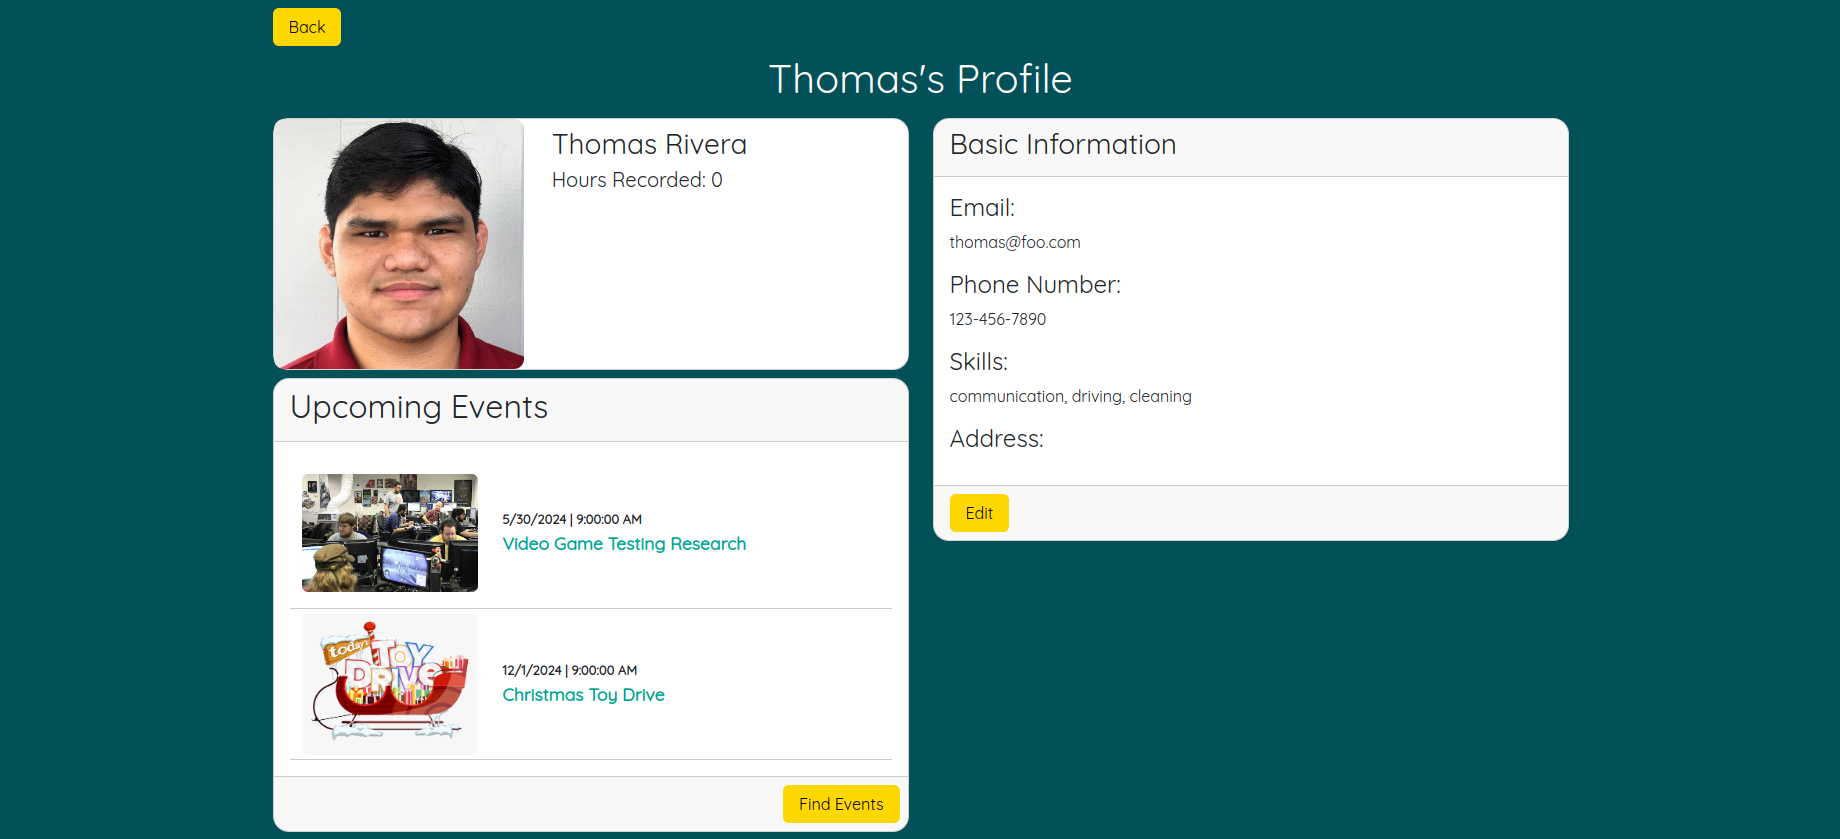 Back
Thomas's Profile
Thomas Rivera
Hours Recorded: 0
Upcoming Events
5/30/2024 | 9:00:00 AM
Video Game Testing Research
today!
TOY
DRIVE
12/1/2024 | 9:00:00 AM
Christmas Toy Drive
Find Events
Basic Information
Email:
thomas@foo.com
Phone Number:
123-456-7890
Skills:
communication, driving, cleaning
Address:
Edit